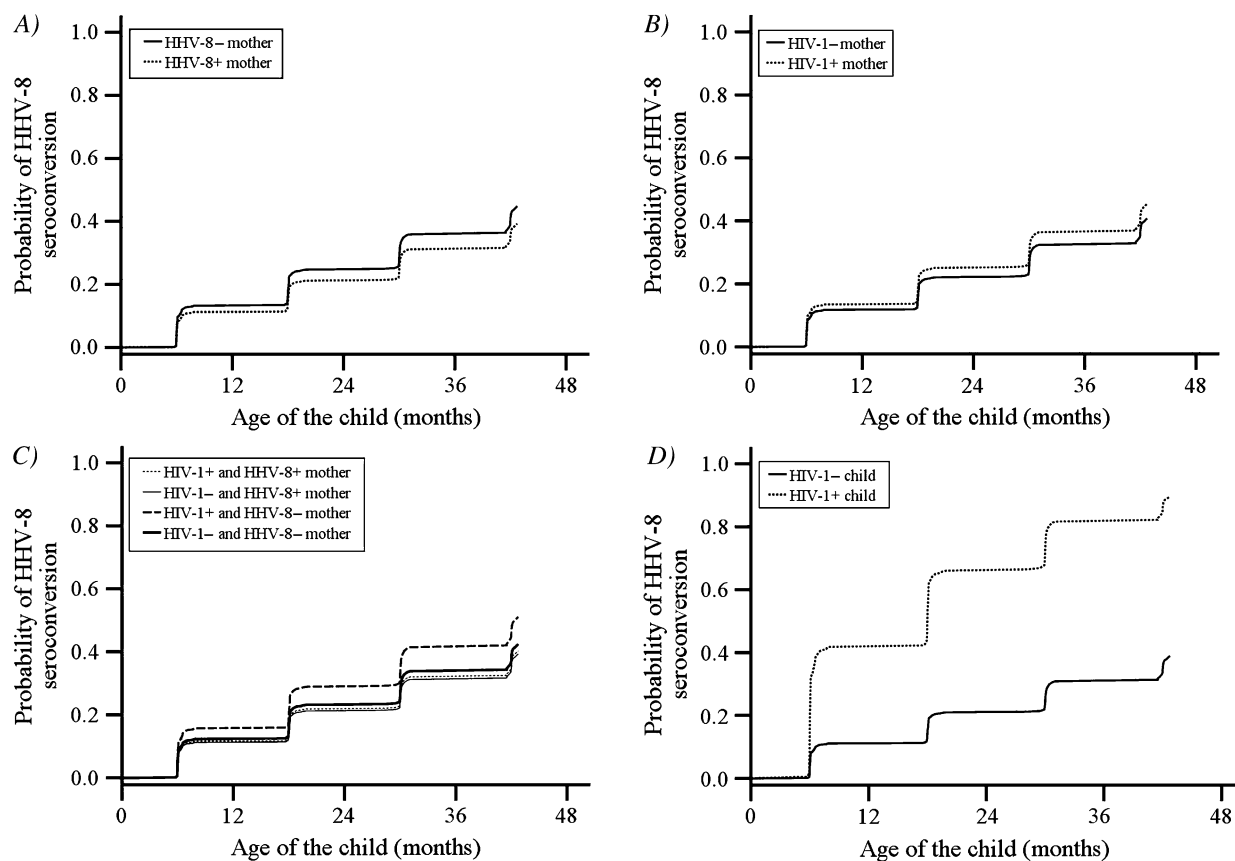 A)
HHV-8– mother
HHV-8+ mother
1.0
0.8
0.6
0.4
0.2
0.0
Probability of HHV-8
seroconversion
0 12 24 36 48
Age of the child (months)
B)
HIV-1– mother
HIV-1+ mother
1.0
0.8
0.6
0.4
0.2
0.0
Probability of HHV-8
seroconversion
0 12 24 36 48
Age of the child (months)
C)
HIV-1+ and HHV-8+ mother
HIV-1– and HHV-8+ mother
HIV-1+ and HHV-8– mother
HIV-1– and HHV-8– mother
1.0
0.8
0.6
0.4
0.2
0.0
Probability of HHV-8
seroconversion
0 12 24 36 48
Age of the child (months)
D)
HIV-1– child
HIV-1+ child
1.0
0.8
0.6
0.4
0.2
0.0
Probability of HHV-8
seroconversion
0 12 24 36 48
Age of the child (months)